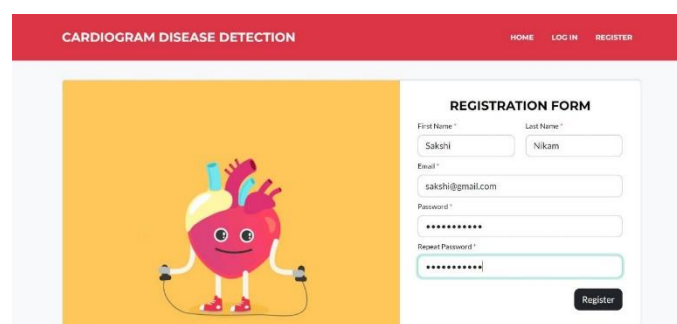 CARDIOGRAM DISEASE DETECTION
HOME LOG IN REGISTER
REGISTRATION FORM
First Name * Last Name *
Sakshi Nikam
Email *
sakshi@gmail.com
Password *
•••••••••••
Repeat Password *
•••••••••••
Register